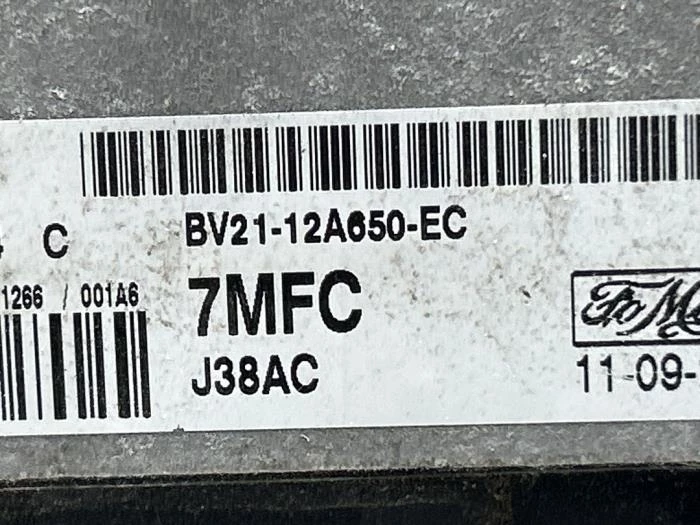 C
BV21-12A650-EC
1266 / 001A6
7MFC
J38AC
11-09-